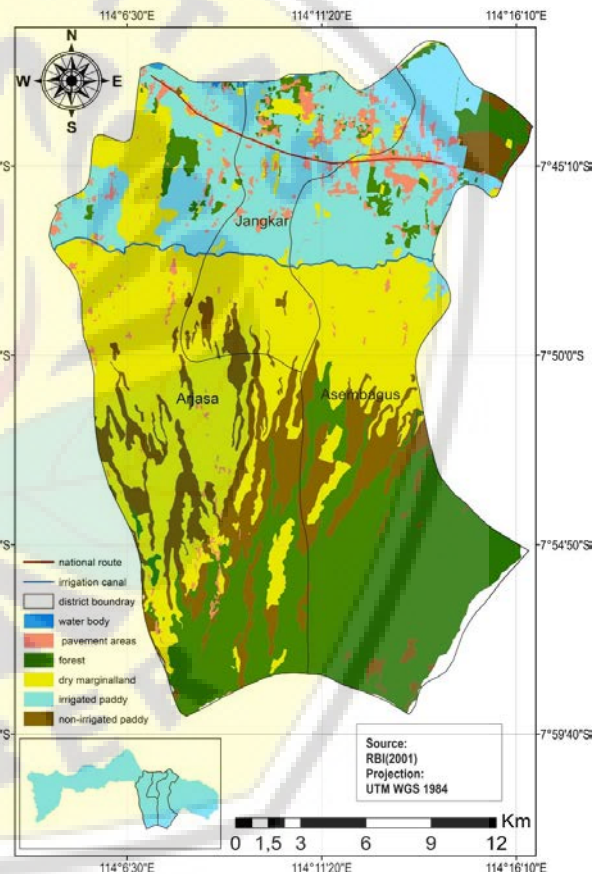 114°6'30"E 114°11'20"E 114°16'10"E
N
W E
S
°S 7°45'10"S
Jangkar
°S 7°50'0"S
Arjasa Asembagus
°S 7°54'50"S
national route
irrigation canal
district boundray
water body
pavement areas
forest
dry marginalland
irrigated paddy
non-irrigated paddy
°S 7°59'40"S
Source:
RBI(2001)
Projection:
UTM WGS 1984
Km
0 1,5 3 6 9 12
114°6'30"E 114°11'20"E 114°16'10"E